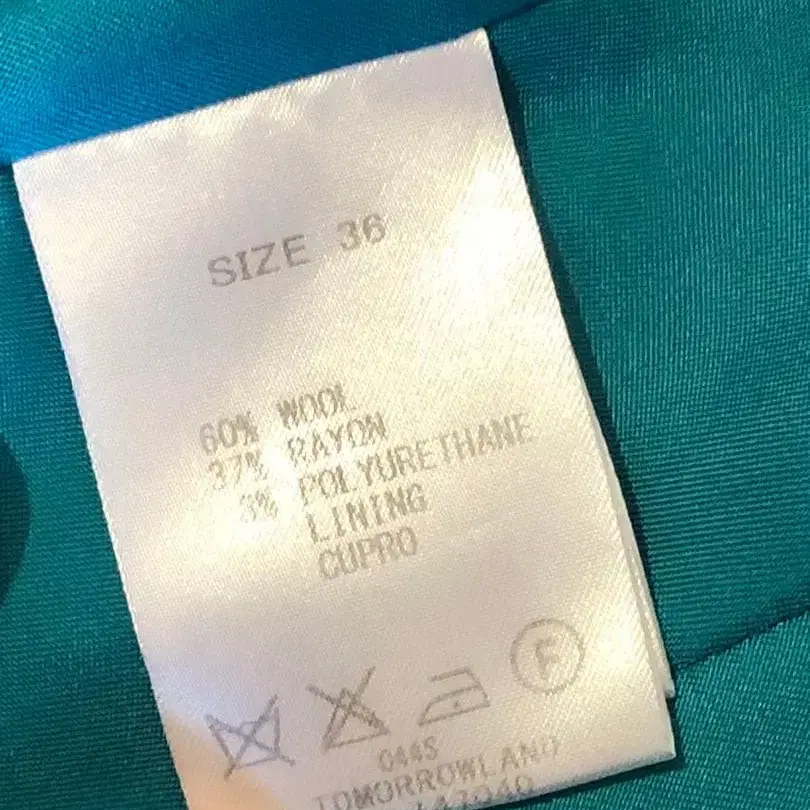 SIZE 36
60% WOOL
37% RAYON
3% POLYURETHANE
LINING
CUPRO
F
044S
TOMORROWLAND